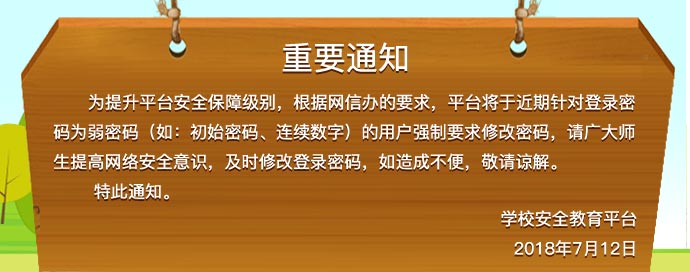 重要通知
为提升平台安全保障级别，根据网信办的要求，平台将于近期针对登录密
码为弱密码（如：初始密码、连续数字）的用户强制要求修改密码，请广大师
生提高网络安全意识，及时修改登录密码，如造成不便，敬请谅解。
特此通知。
学校安全教育平台
2018年7月12日